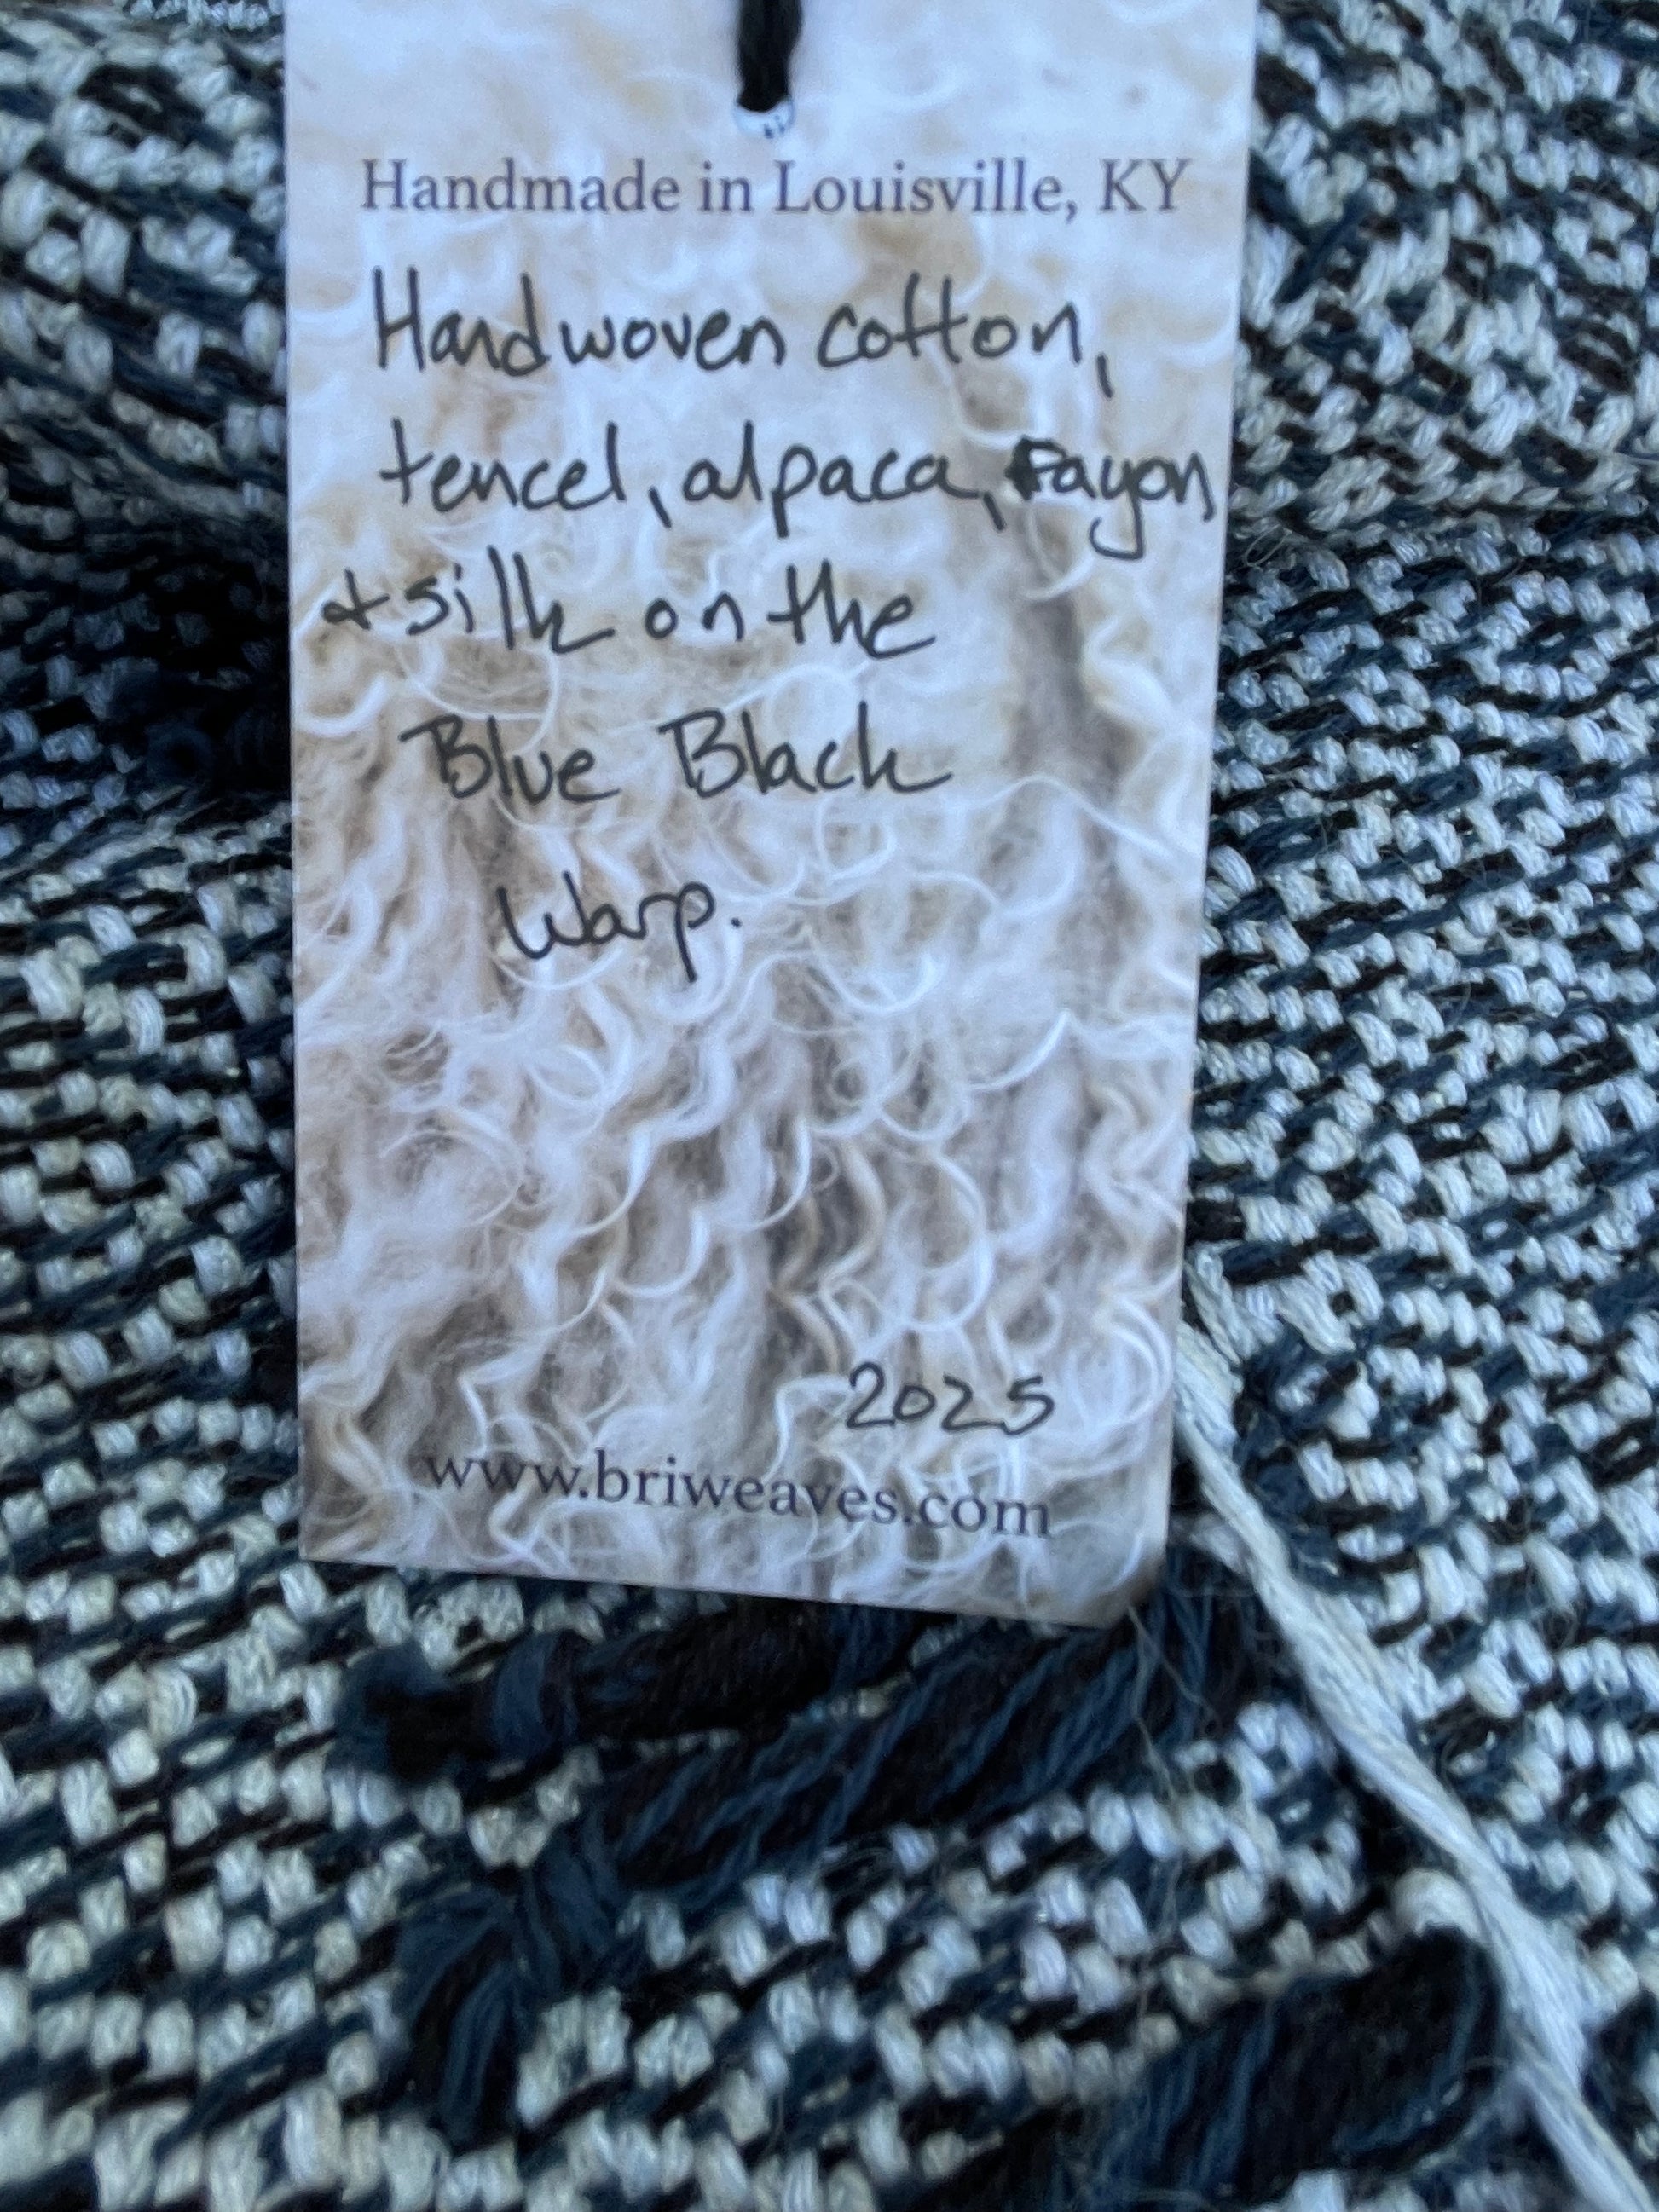 Handmade in Louisville, KY
Handwoven cotton,
tencel, alpaca, rayon
& silk on the
Blue Black
Warp.
2025
www.briweaves.com